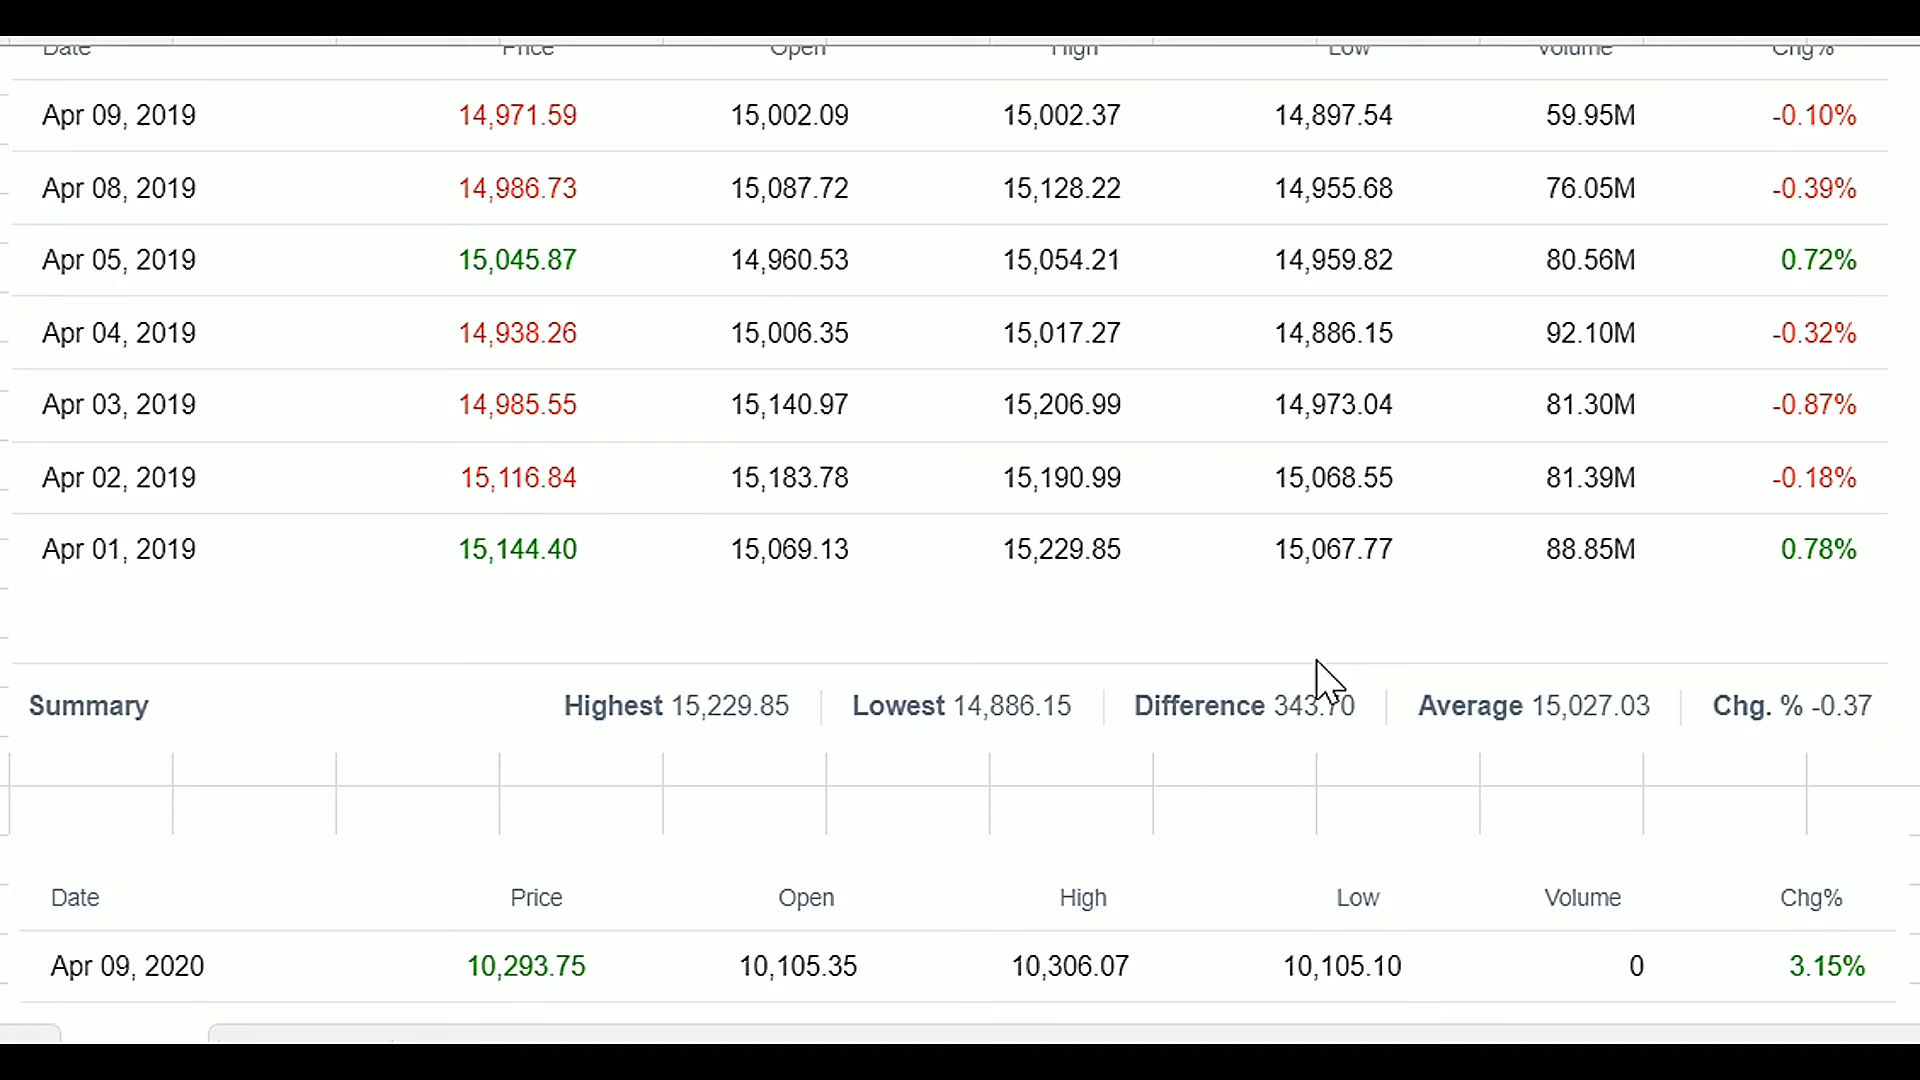 Date Price Open High Low Volume Chg%
Apr 09, 2019 14,971.59 15,002.09 15,002.37 14,897.54 59.95M -0.10%
Apr 08, 2019 14,986.73 15,087.72 15,128.22 14,955.68 76.05M -0.39%
Apr 05, 2019 15,045.87 14,960.53 15,054.21 14,959.82 80.56M 0.72%
Apr 04, 2019 14,938.26 15,006.35 15,017.27 14,886.15 92.10M -0.32%
Apr 03, 2019 14,985.55 15,140.97 15,206.99 14,973.04 81.30M -0.87%
Apr 02, 2019 15,116.84 15,183.78 15,190.99 15,068.55 81.39M -0.18%
Apr 01, 2019 15,144.40 15,069.13 15,229.85 15,067.77 88.85M 0.78%
Summary Highest 15,229.85 Lowest 14,886.15 Difference 343.70 Average 15,027.03 Chg. % -0.37
Date Price Open High Low Volume Chg%
Apr 09, 2020 10,293.75 10,105.35 10,306.07 10,105.10 0 3.15%